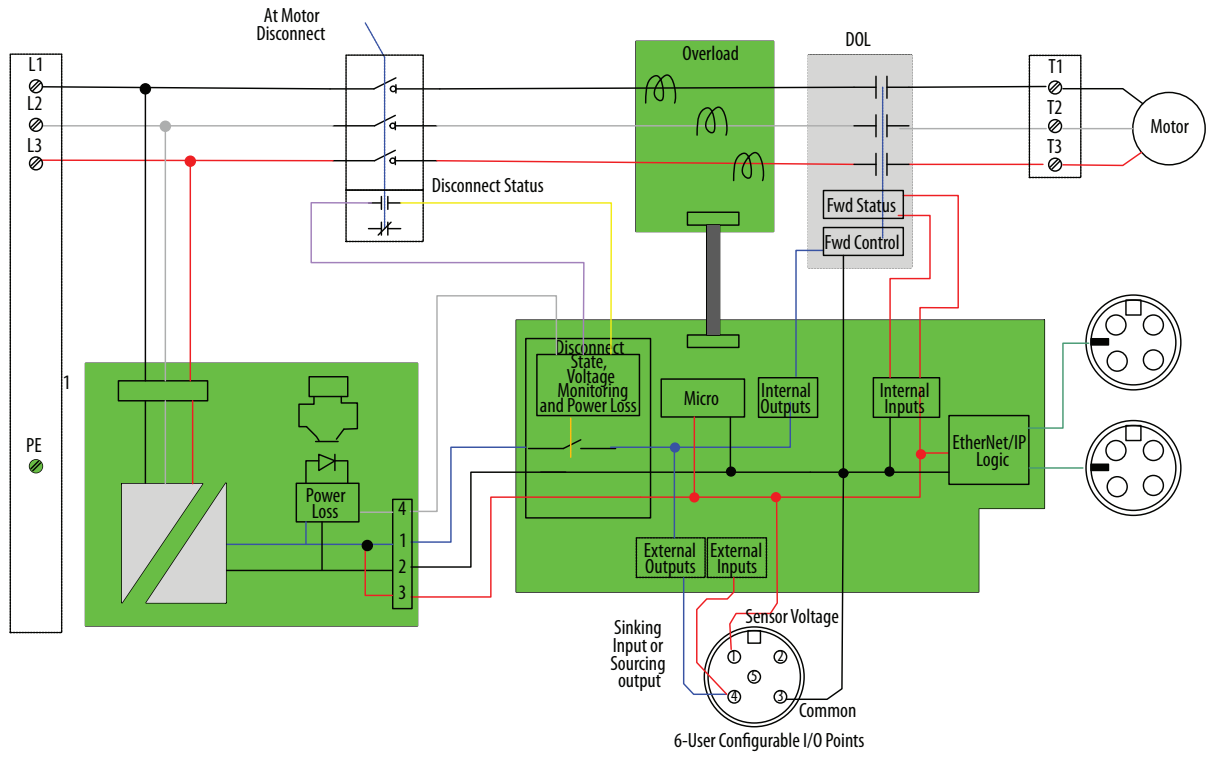 At Motor
Disconnect
Overload
DOL
L1
L2
L3
T1
T2
T3
Motor
Disconnect Status
Fwd Status
Fwd Control
1
PE
Disconnect
State,
Voltage
Monitoring
and Power Loss
Micro
Internal
Outputs
Internal
Inputs
EtherNet/IP
Logic
Power
Loss
4
1
2
3
External
Outputs
External
Inputs
Sensor Voltage
Sinking
Input or
Sourcing
output
1
2
5
4
3
Common
6-User Configurable I/O Points